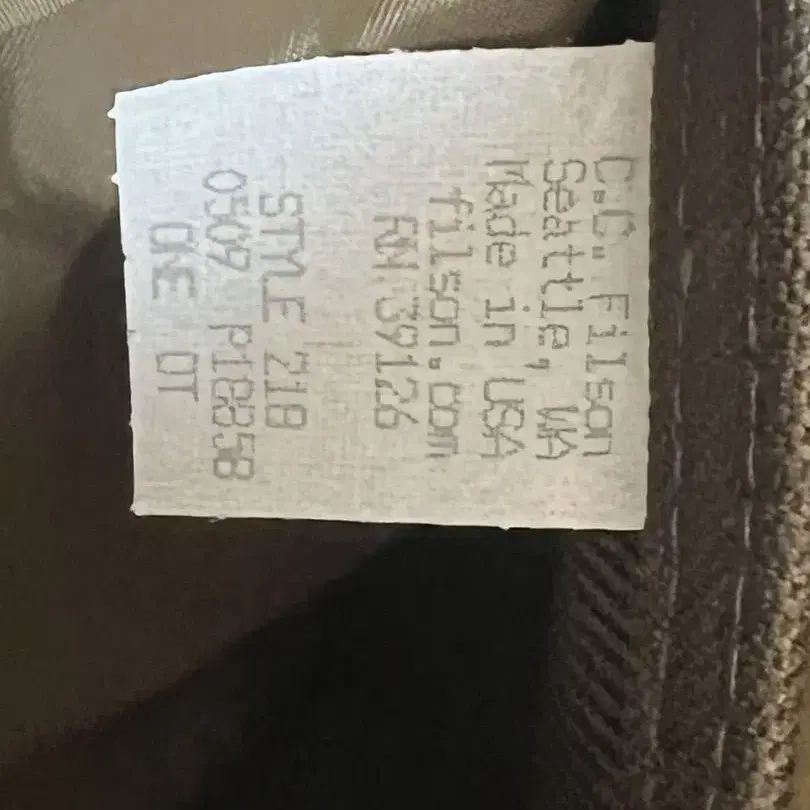 C.C. Filson
Seattle, WA
Made in USA
filson.com
RN 39126
STYLE 218
0509 P18858
ONE OT